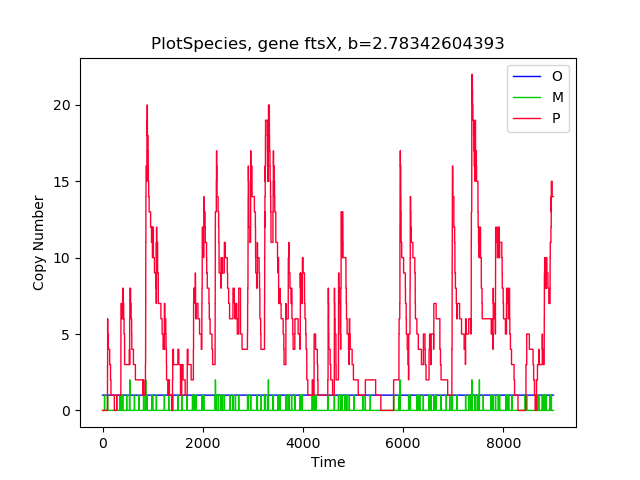 PlotSpecies, gene ftsX, b=2.78342604393
O
M
P
20
15
10
5
0
Copy Number
0 2000 4000 6000 8000
Time